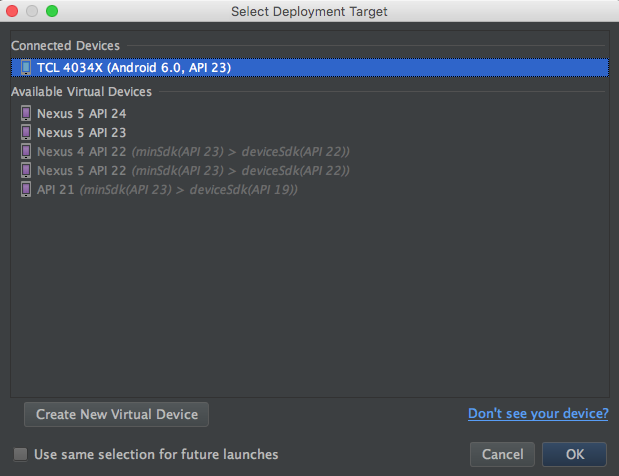 Select Deployment Target
Connected Devices
TCL 4034X (Android 6.0, API 23)
Available Virtual Devices
Nexus 5 API 24
Nexus 5 API 23
Nexus 4 API 22 (minSdk(API 23) > deviceSdk(API 22))
Nexus 5 API 22 (minSdk(API 23) > deviceSdk(API 22))
API 21 (minSdk(API 23) > deviceSdk(API 19))
Create New Virtual Device
Don't see your device?
Use same selection for future launches
Cancel
OK